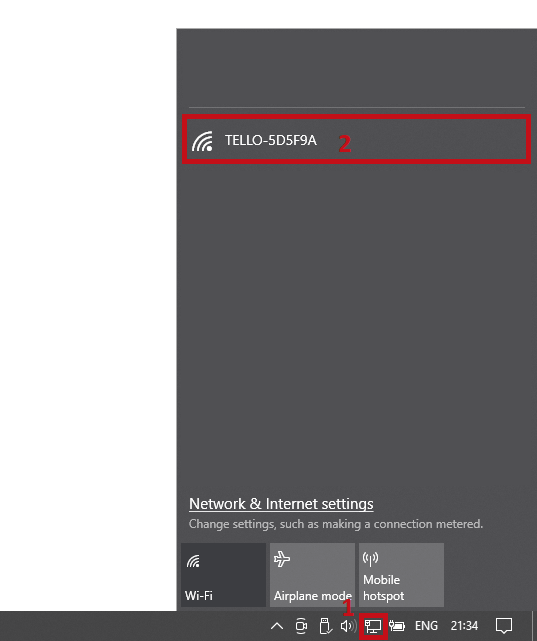 TELLO-5D5F9A 2
Network & Internet settings
Change settings, such as making a connection metered.
Wi-Fi
Airplane mode
Mobile
hotspot
1
ENG 21:34